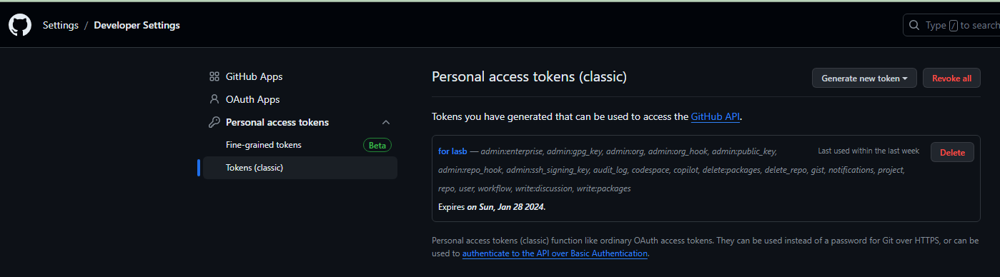 Settings / Developer Settings
Type / to search
GitHub Apps
OAuth Apps
Personal access tokens
Fine-grained tokens Beta
Tokens (classic)
Personal access tokens (classic)
Generate new token
Revoke all
Tokens you have generated that can be used to access the GitHub API.
for lasb — admin:enterprise, admin:gpg_key, admin:org, admin:org_hook, admin:public_key,
admin:repo_hook, admin:ssh_signing_key, audit_log, codespace, copilot, delete:packages, delete_repo, gist, notifications, project,
repo, user, workflow, write:discussion, write:packages
Last used within the last week
Delete
Expires on Sun, Jan 28 2024.
Personal access tokens (classic) function like ordinary OAuth access tokens. They can be used instead of a password for Git over HTTPS, or can be
used to authenticate to the API over Basic Authentication.